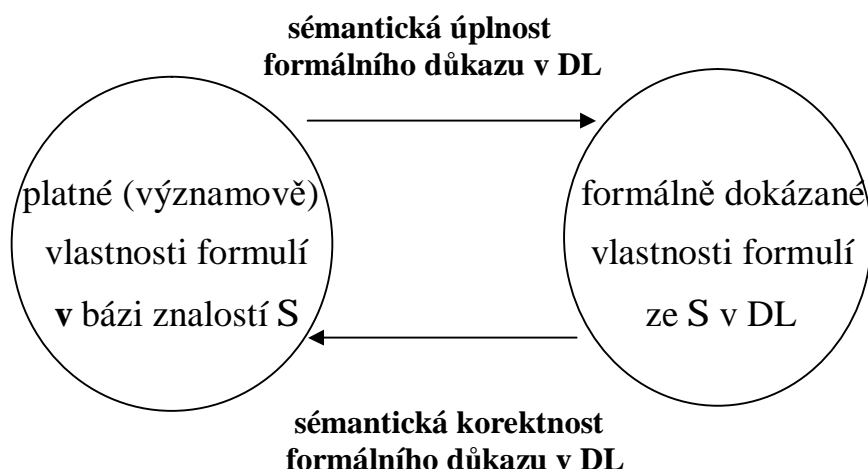 sémantická úplnost
formálního důkazu v DL
platné (významově)
vlastnosti formulí
v bázi znalostí S
formálně dokázané
vlastnosti formulí
ze S v DL
sémantická korektnost
formálního důkazu v DL